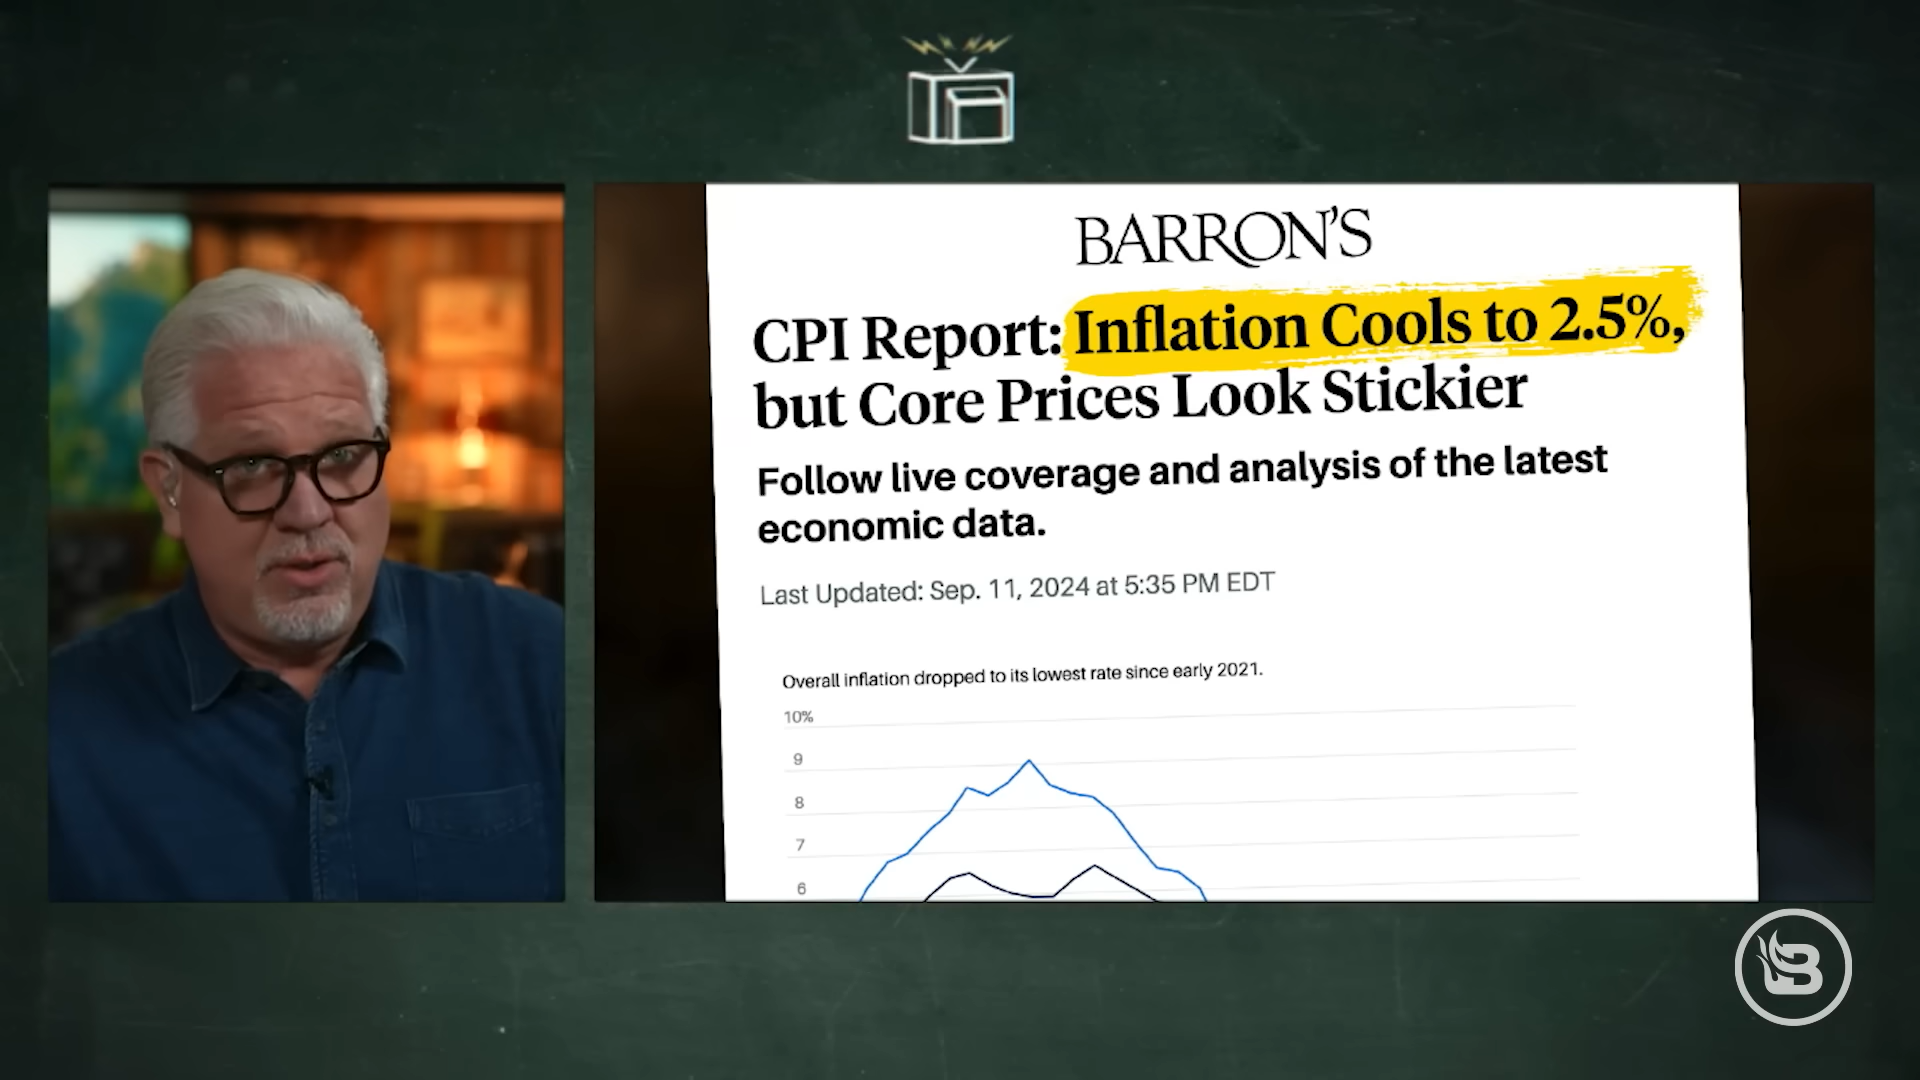 BARRON'S
CPI Report: Inflation Cools to 2.5%,
but Core Prices Look Stickier
Follow live coverage and analysis of the latest
economic data.
Last Updated: Sep. 11, 2024 at 5:35 PM EDT
Overall inflation dropped to its lowest rate since early 2021.
10%
9
8
7
6
B